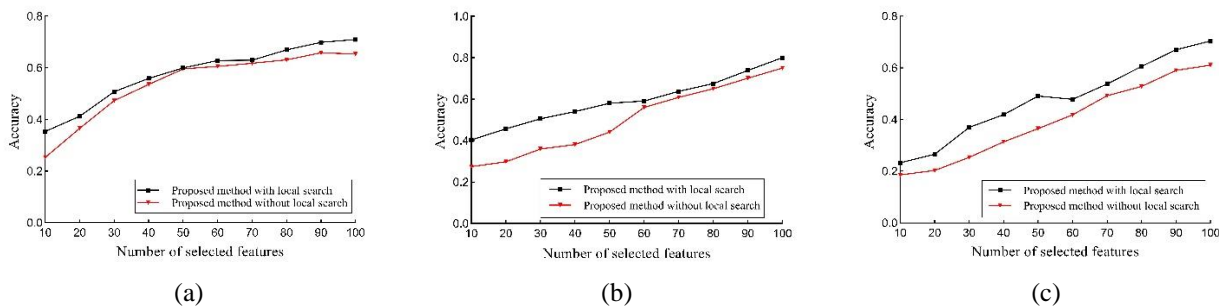 0.8
0.6
0.4
0.2
0.0
Accuracy
Proposed method with local search
Proposed method without local search
10 20 30 40 50 60 70 80 90 100
Number of selected features
(a)
1.0
0.8
0.6
0.4
0.2
0.0
Accuracy
Proposed method with local search
Proposed method without local search
10 20 30 40 50 60 70 80 90 100
Number of selected features
(b)
0.8
0.6
0.4
0.2
0.0
Accuracy
Proposed method with local search
Proposed method without local search
10 20 30 40 50 60 70 80 90 100
Number of selected features
(c)